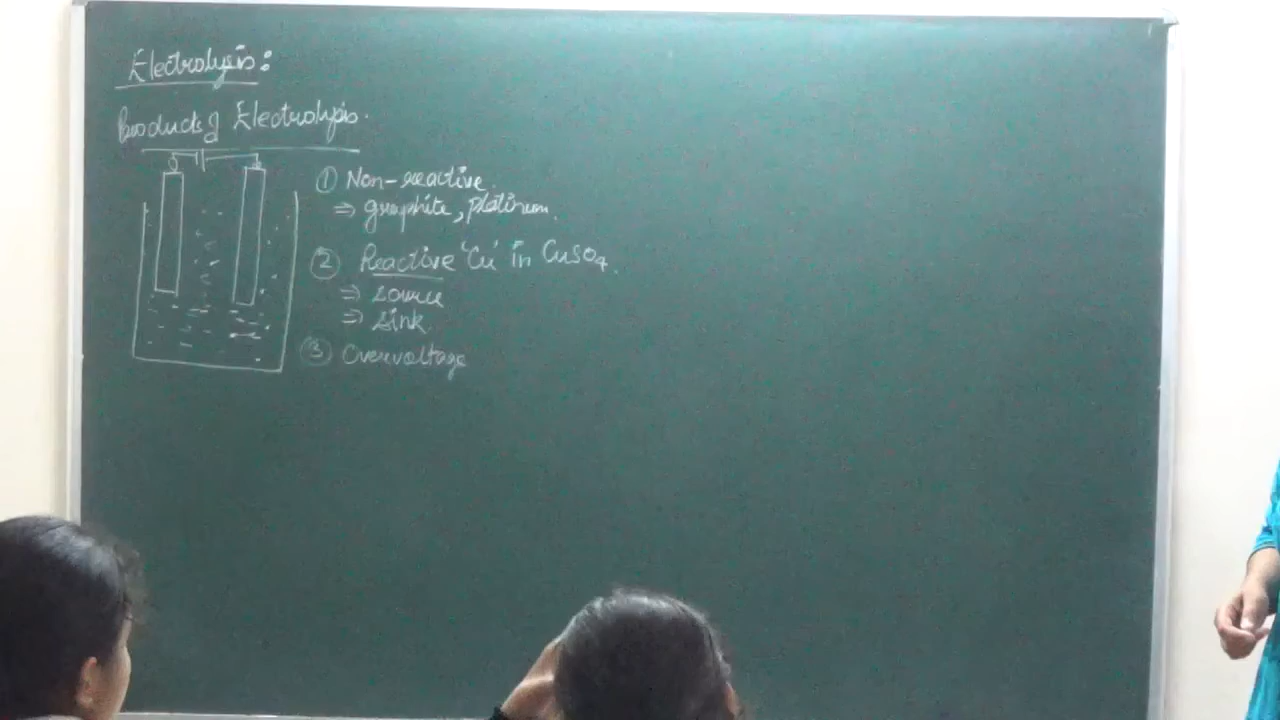 Electrolysis:
Products of Electrolysis.
① Non-reactive.
⇒ graphite, platinum.
② Reactive 'Cu' in CuSO₄.
⇒ source
⇒ sink.
③ Overvoltage